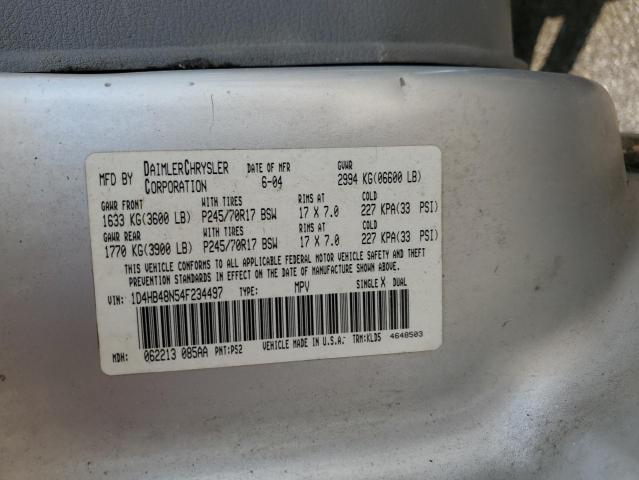 MFD BY DAIMLERCHRYSLER CORPORATION DATE OF MFR 6-04 GVWR 2994 KG(06600 LB)
GAWR FRONT WITH TIRES RIMS AT COLD
1633 KG(3600 LB) P245/70R17 BSW 17 X 7.0 227 KPA(33 PSI)
GAWR REAR WITH TIRES RIMS AT COLD
1770 KG(3900 LB) P245/70R17 BSW 17 X 7.0 227 KPA(33 PSI)
THIS VEHICLE CONFORMS TO ALL APPLICABLE FEDERAL MOTOR VEHICLE SAFETY AND THEFT
PREVENTION STANDARDS IN EFFECT ON THE DATE OF MANUFACTURE SHOWN ABOVE.
VIN: 1D4HB48N54F234497 TYPE: MPV SINGLE X DUAL
MDH: 062213 085AA PNT:PS2 VEHICLE MADE IN U.S.A. TRM:KLD5 4648503